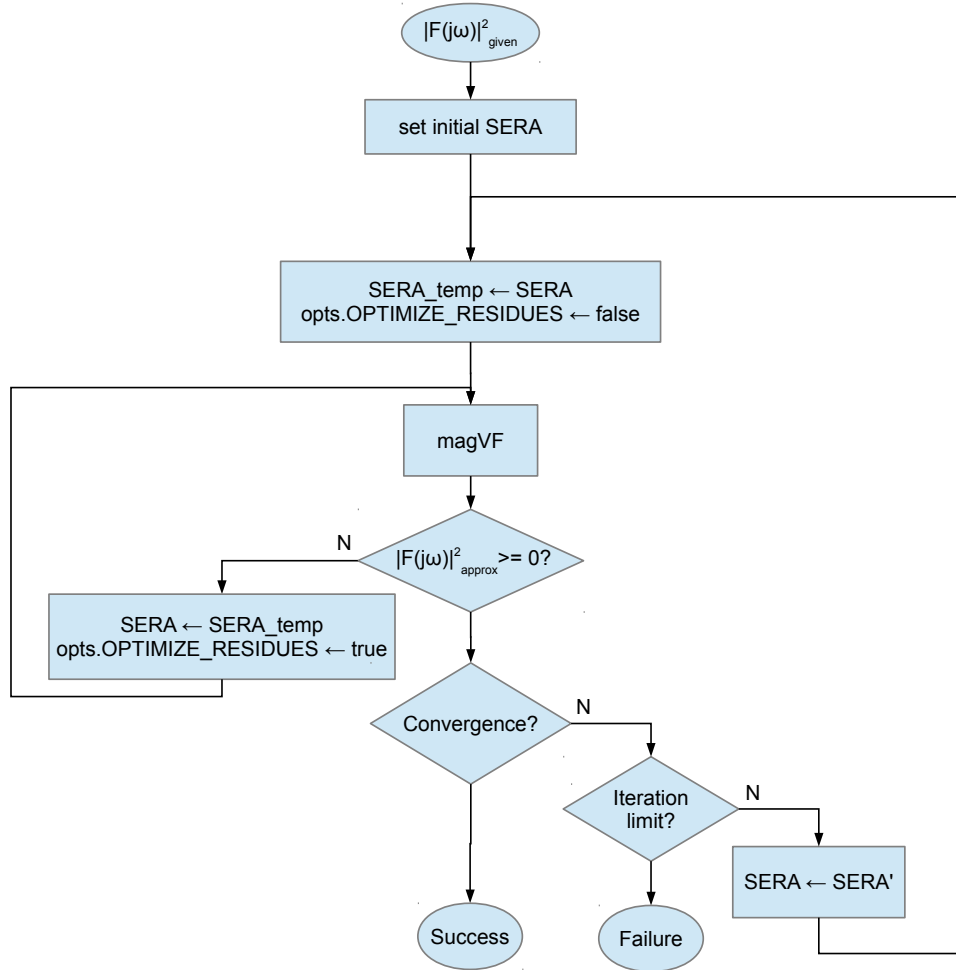 |F(jω)|²given
set initial SERA
SERA_temp ← SERA
opts.OPTIMIZE_RESIDUES ← false
magVF
N
|F(jω)|²approx >= 0?
SERA ← SERA_temp
opts.OPTIMIZE_RESIDUES ← true
Convergence?
N
Iteration
limit?
N
SERA ← SERA'
Success
Failure